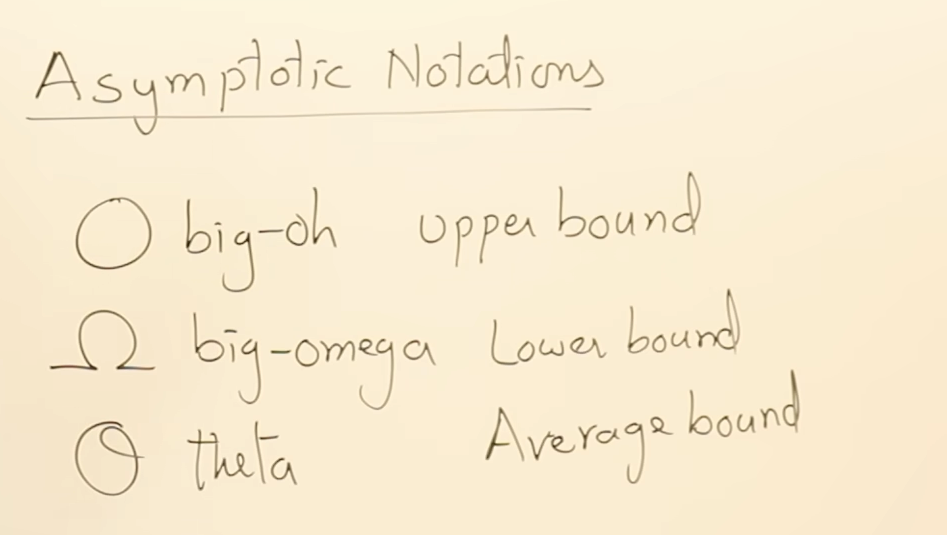 Asymptotic Notations
O big-oh upper bound
Ω big-omega Lower bound
Θ theta Average bound